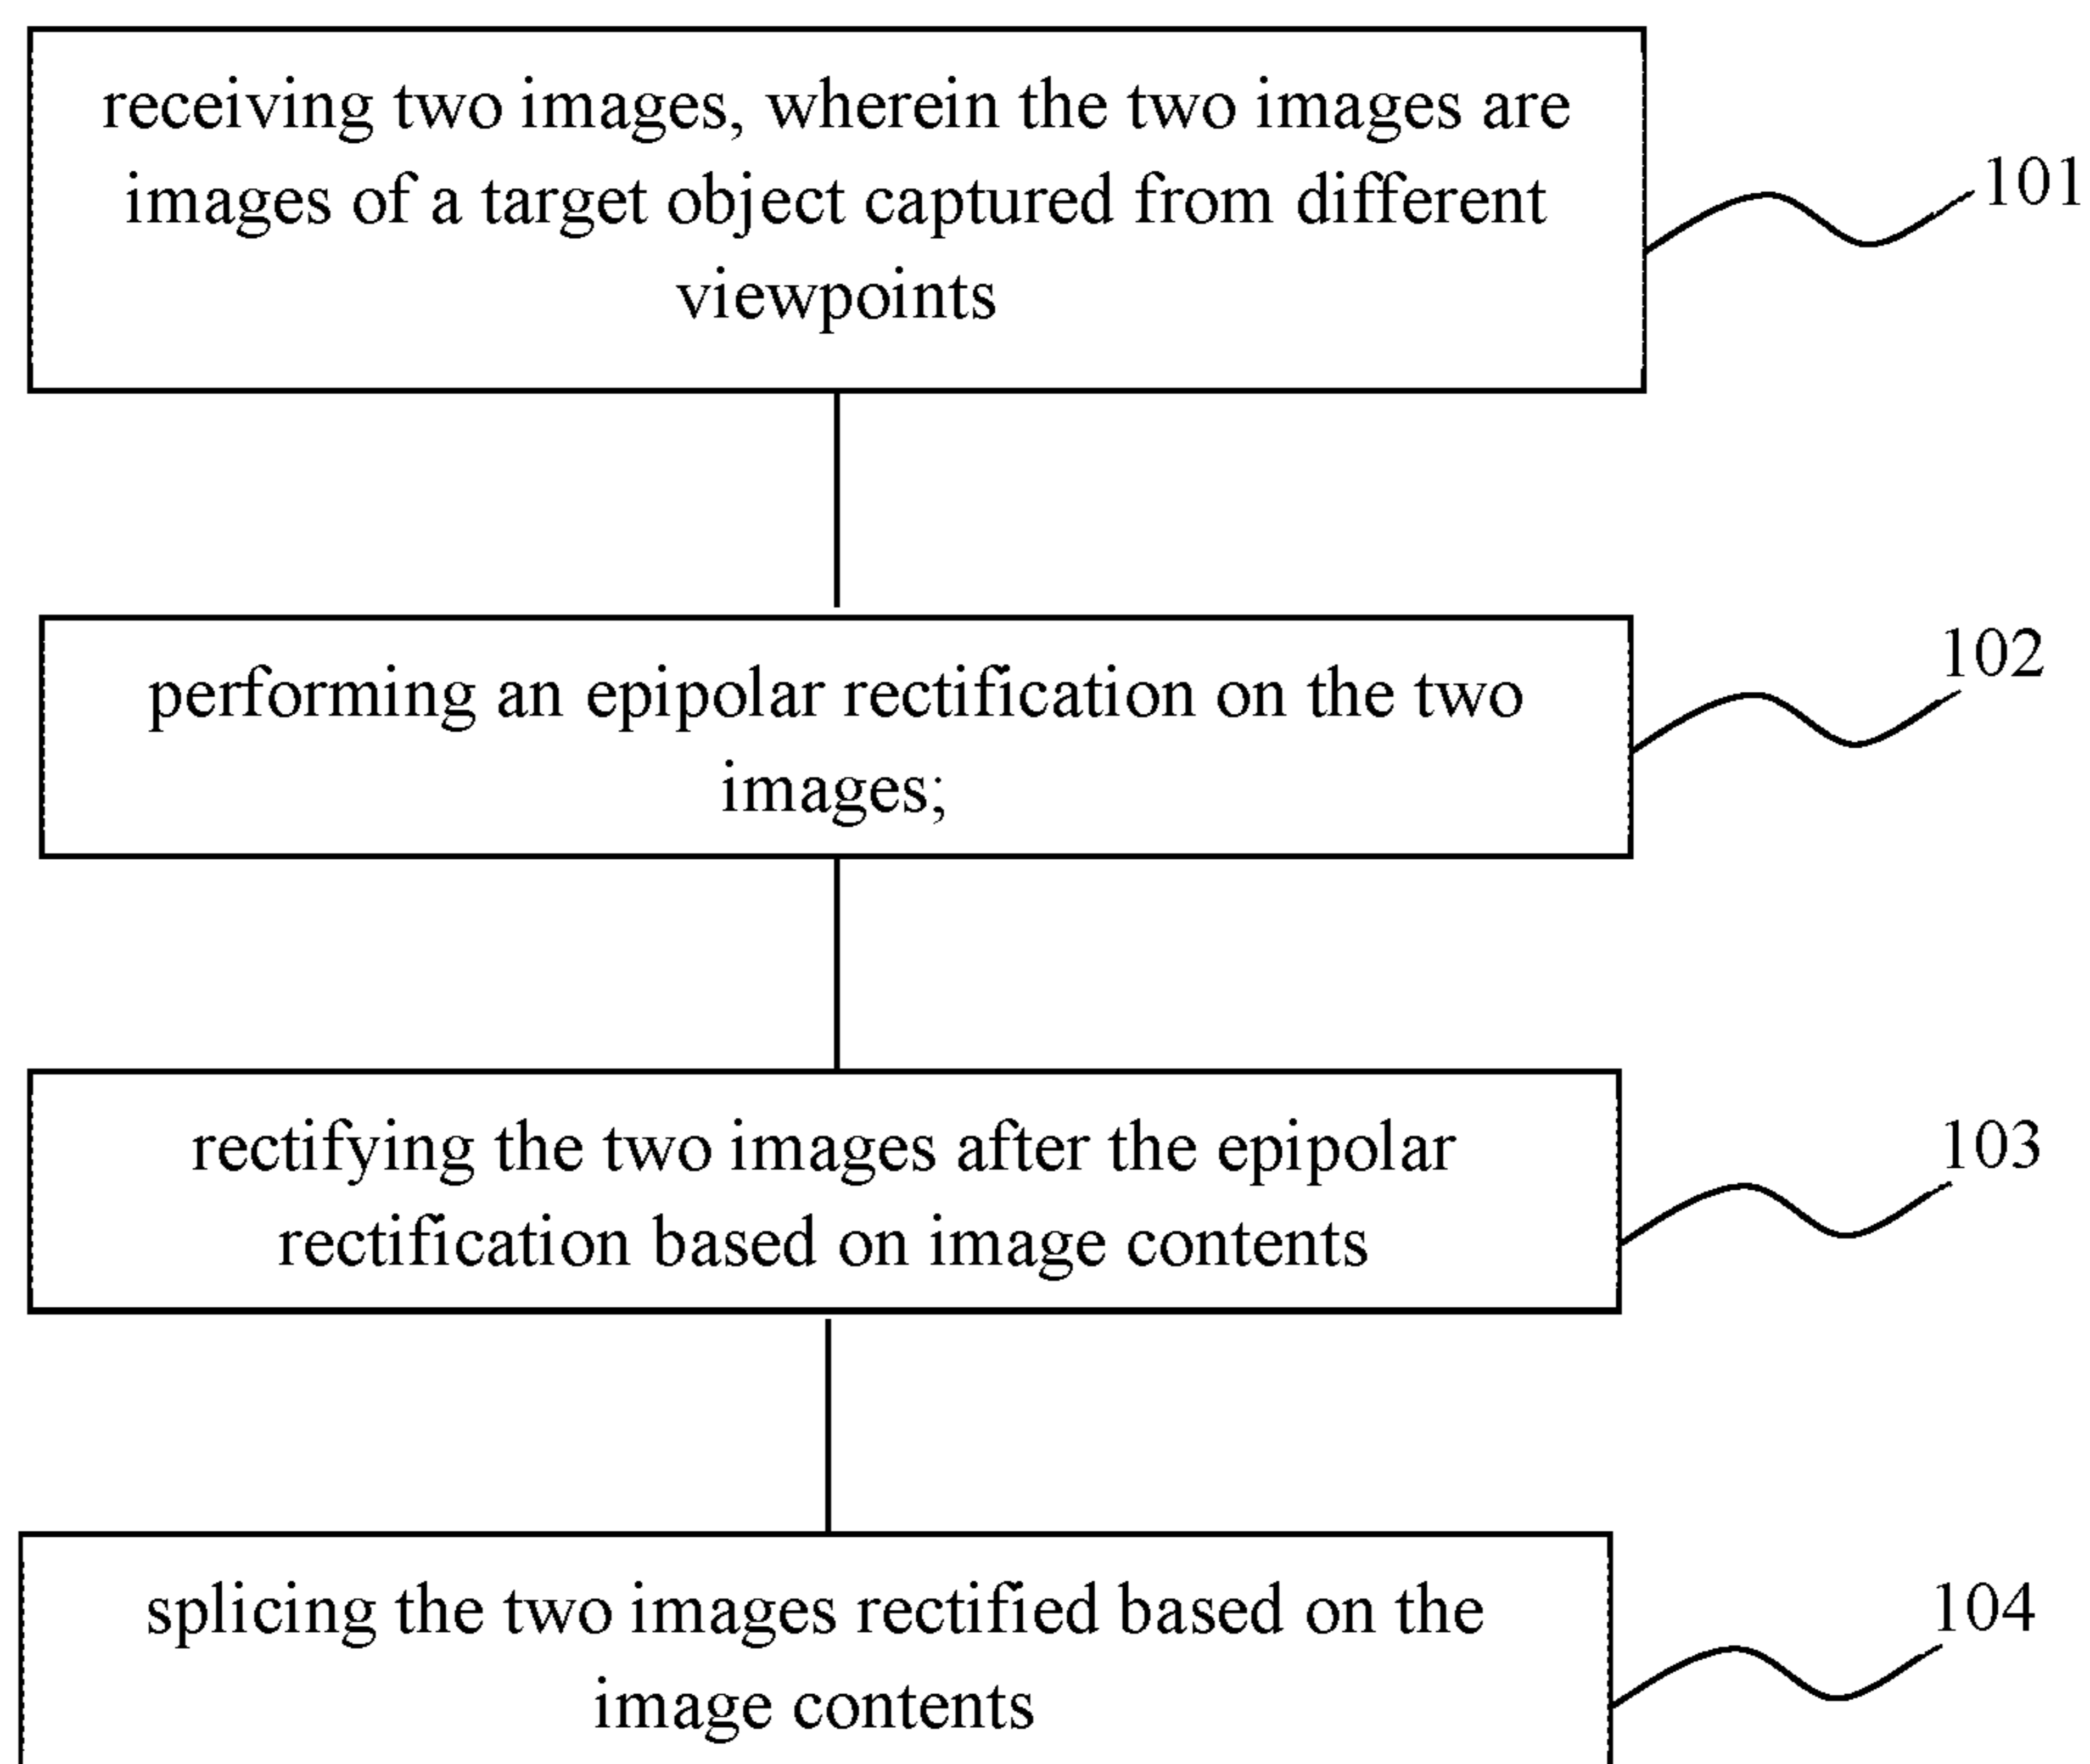 receiving two images, wherein the two images are
images of a target object captured from different
viewpoints
101
performing an epipolar rectification on the two
images;
102
rectifying the two images after the epipolar
rectification based on image contents
103
splicing the two images rectified based on the
image contents
104